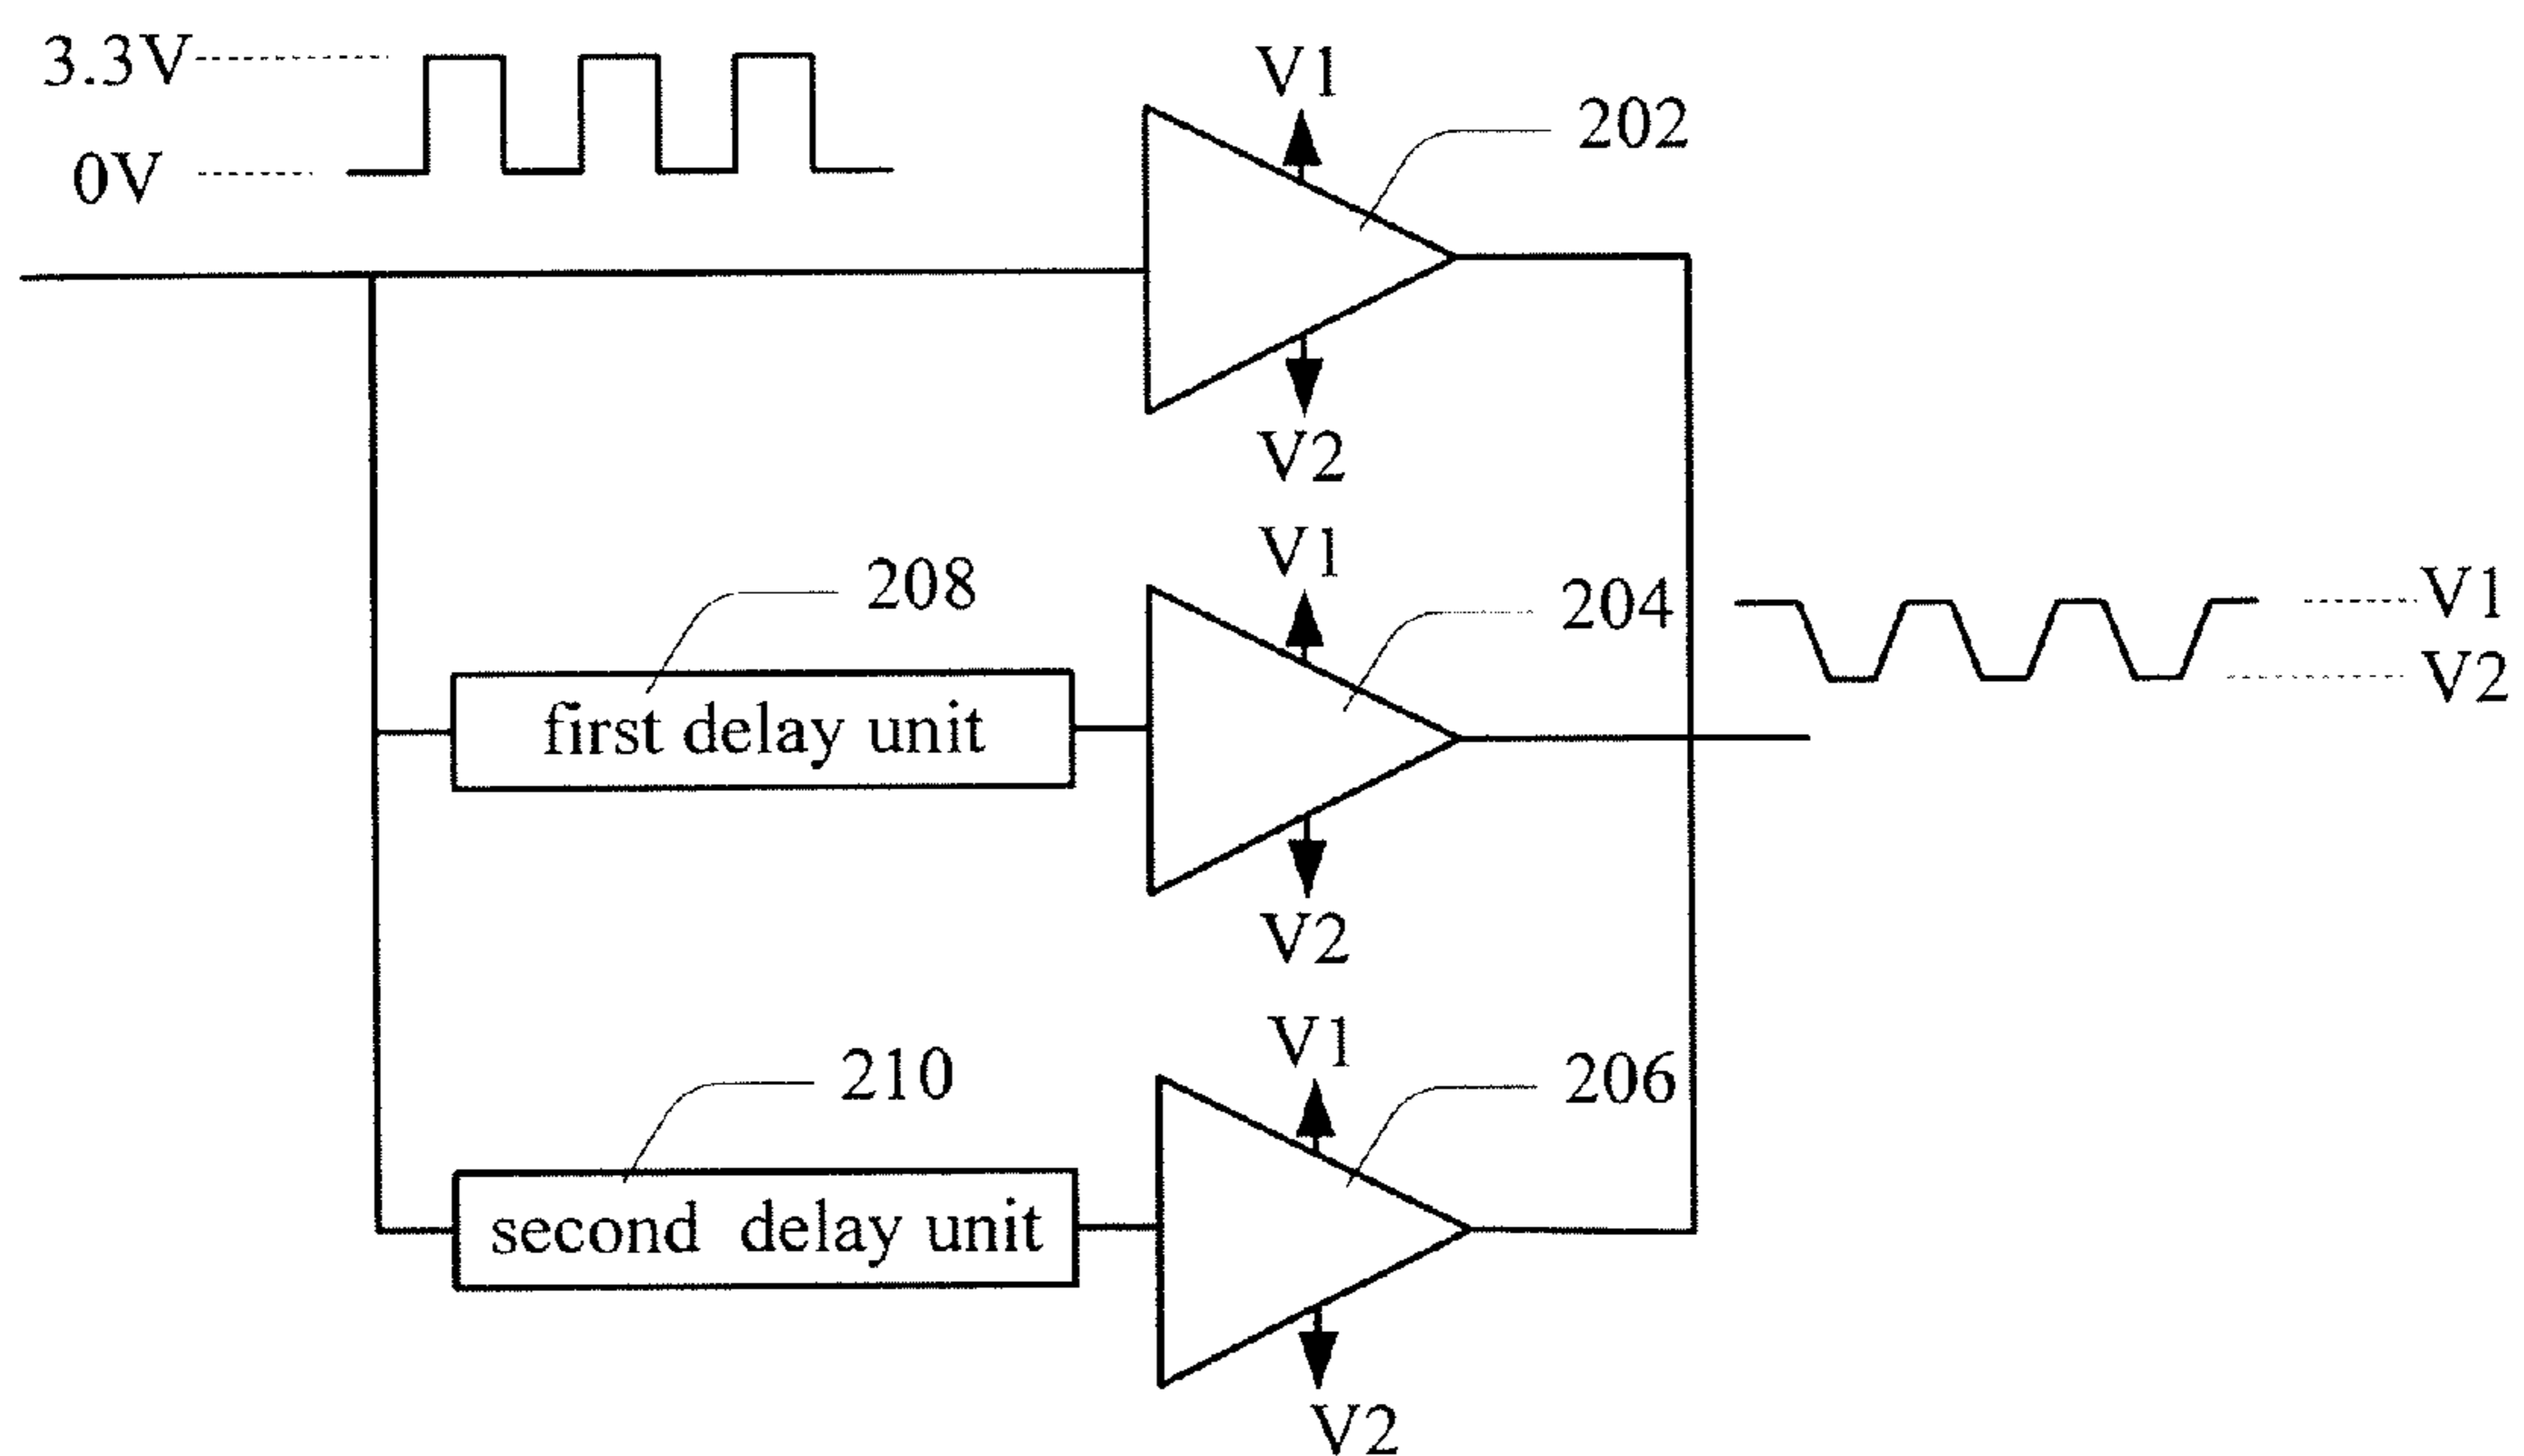 3.3V
0V
V1
202
V2
V1
208
204
first delay unit
V1
V2
V2
V1
210
206
second delay unit
V2